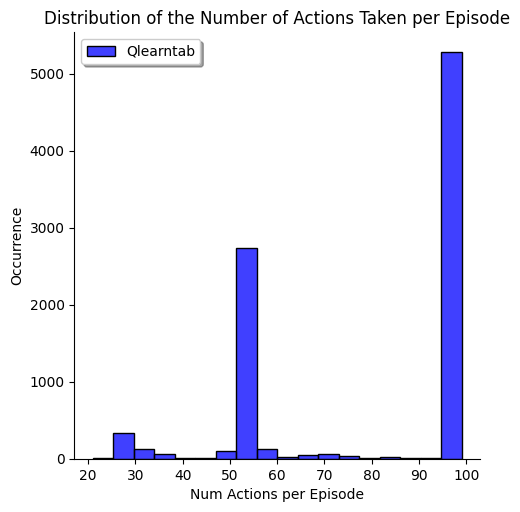 Distribution of the Number of Actions Taken per Episode
Qlearntab
5000
4000
3000
2000
1000
0
Occurrence
20 30 40 50 60 70 80 90 100
Num Actions per Episode